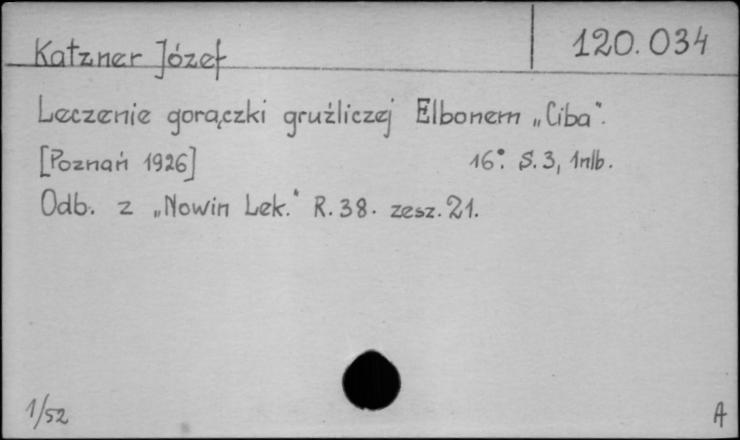 Katzner Józef 120.034
Leczenie gorączki gruźliczej Elbonem „Ciba".
[Poznań 1926] 16°. S.3, 1nlb.
Odb. z „Nowin Lek." R.38. zesz.21.
1/52 A